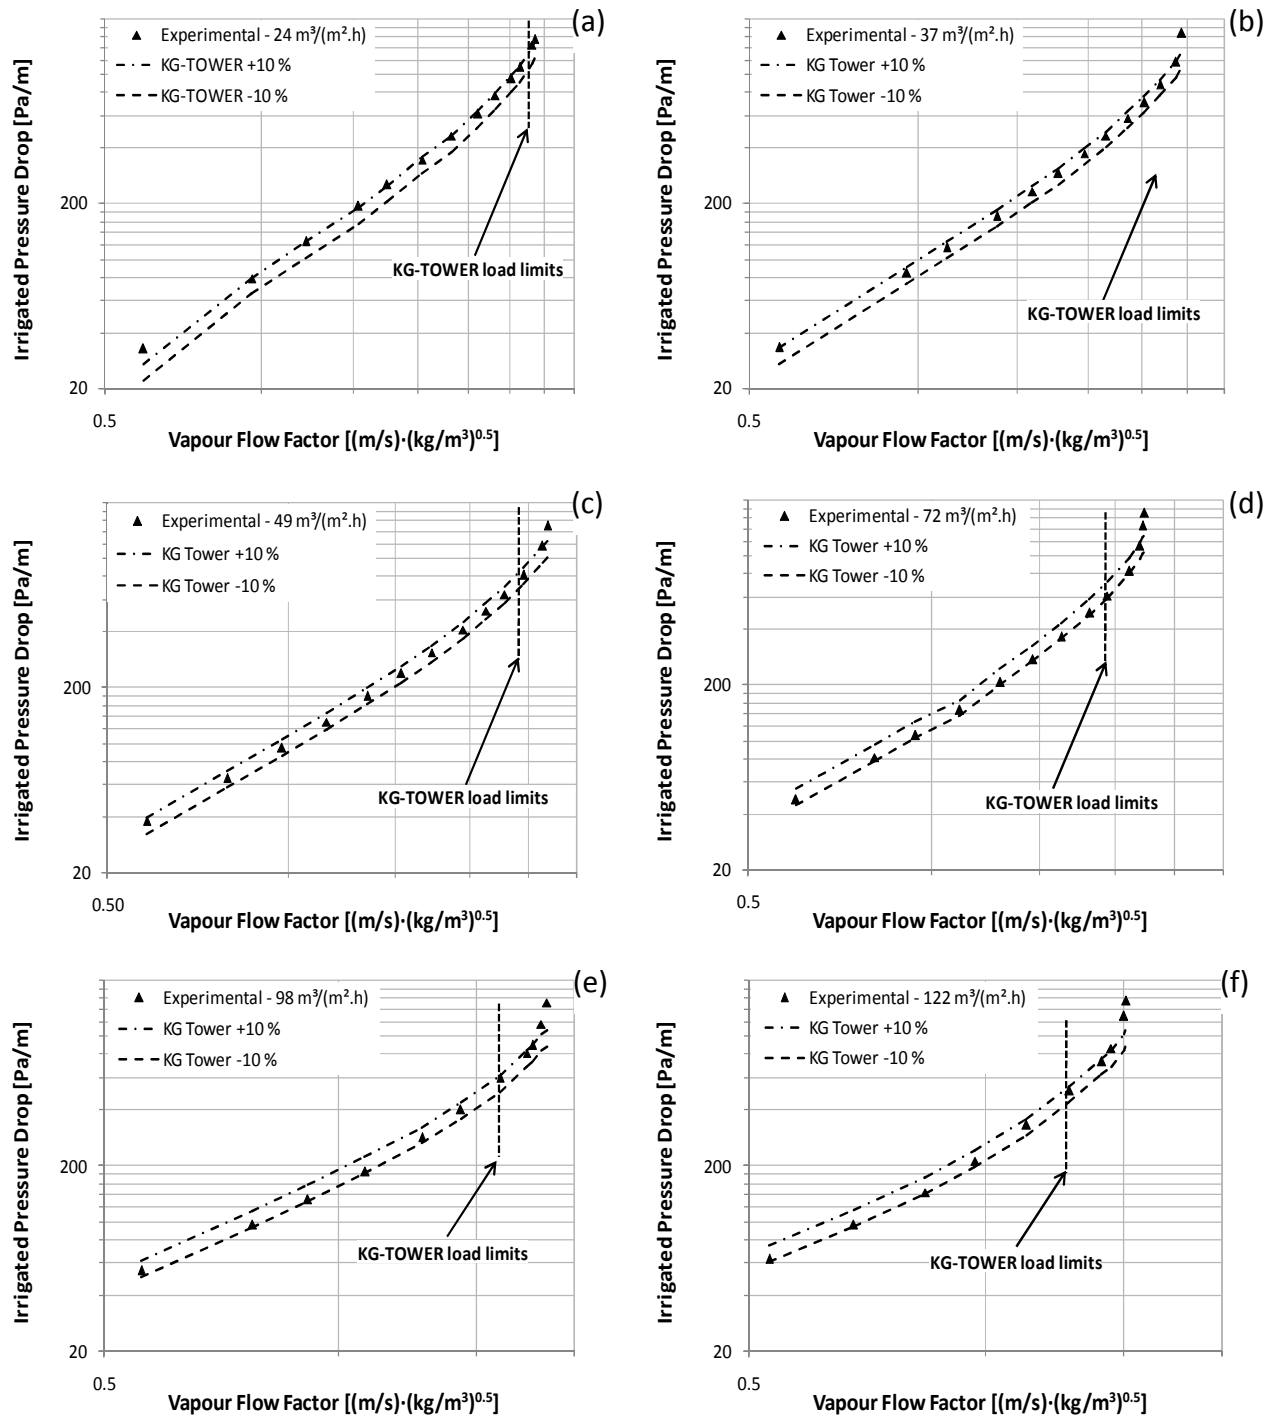 (a)
Irrigated Pressure Drop [Pa/m]
Experimental - 24 m³/(m².h)
KG-TOWER +10 %
KG-TOWER -10 %
200
KG-TOWER load limits
20
0.5
Vapour Flow Factor [(m/s)·(kg/m³)⁰·⁵]
(b)
Irrigated Pressure Drop [Pa/m]
Experimental - 37 m³/(m².h)
KG Tower +10 %
KG Tower -10 %
200
KG-TOWER load limits
20
0.5
Vapour Flow Factor [(m/s)·(kg/m³)⁰·⁵]
(c)
Irrigated Pressure Drop [Pa/m]
Experimental - 49 m³/(m².h)
KG Tower +10 %
KG Tower -10 %
200
KG-TOWER load limits
20
0.50
Vapour Flow Factor [(m/s)·(kg/m³)⁰·⁵]
(d)
Irrigated Pressure Drop [Pa/m]
Experimental - 72 m³/(m².h)
KG Tower +10 %
KG Tower -10 %
200
KG-TOWER load limits
20
0.5
Vapour Flow Factor [(m/s)·(kg/m³)⁰·⁵]
(e)
Irrigated Pressure Drop [Pa/m]
Experimental - 98 m³/(m².h)
KG Tower +10 %
KG Tower -10 %
200
KG-TOWER load limits
20
0.5
Vapour Flow Factor [(m/s)·(kg/m³)⁰·⁵]
(f)
Irrigated Pressure Drop [Pa/m]
Experimental - 122 m³/(m².h)
KG Tower +10 %
KG Tower -10 %
200
KG-TOWER load limits
20
0.5
Vapour Flow Factor [(m/s)·(kg/m³)⁰·⁵]